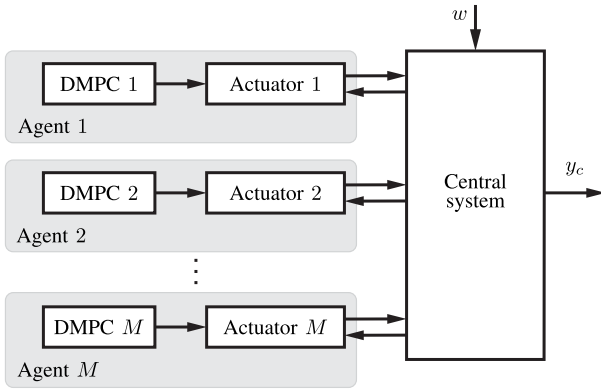 w
DMPC 1
Actuator 1
Agent 1
DMPC 2
Actuator 2
Agent 2
⋮
DMPC M
Actuator M
Agent M
Central
system
y_c